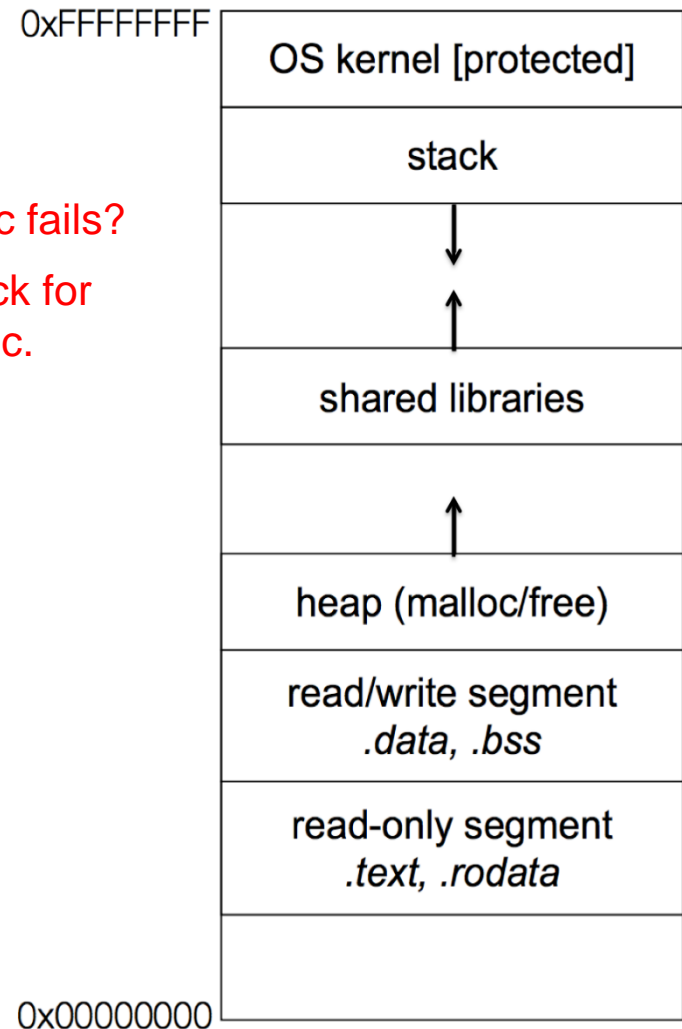 0xFFFFFFFF
OS kernel [protected]
stack
c fails?
ck for
c.
shared libraries
heap (malloc/free)
read/write segment
.data, .bss
read-only segment
.text, .rodata
0x00000000